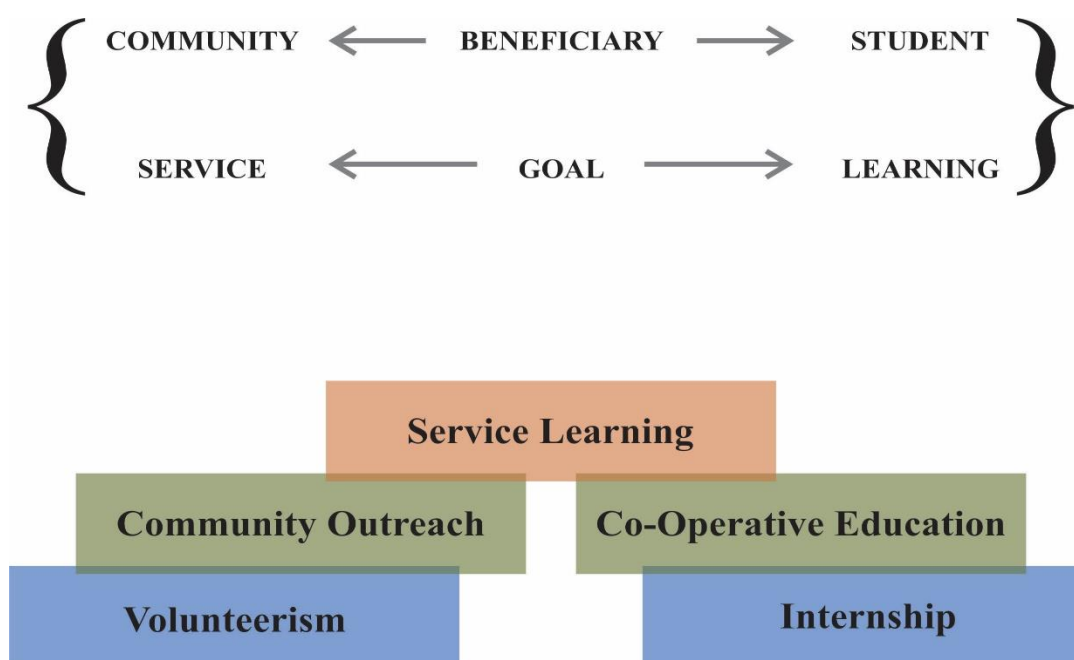 COMMUNITY BENEFICIARY STUDENT
SERVICE GOAL LEARNING
Service Learning
Community Outreach Co-Operative Education
Volunteerism Internship